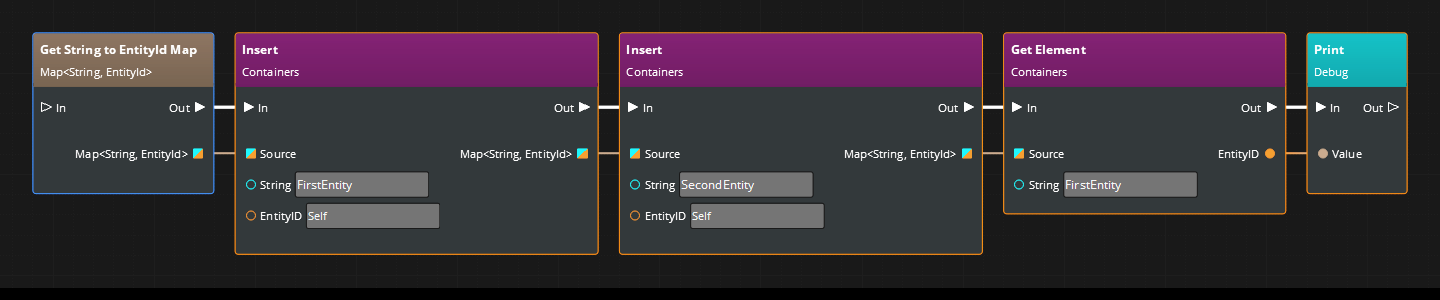 Get String to EntityId Map
Map<String, EntityId>
In
Out
Map<String, EntityId>
Insert
Containers
In
Out
Source
Map<String, EntityId>
String
FirstEntity
EntityID
Self
Insert
Containers
In
Out
Source
Map<String, EntityId>
String
SecondEntity
EntityID
Self
Get Element
Containers
In
Out
Source
EntityID
String
FirstEntity
Print
Debug
In
Out
Value